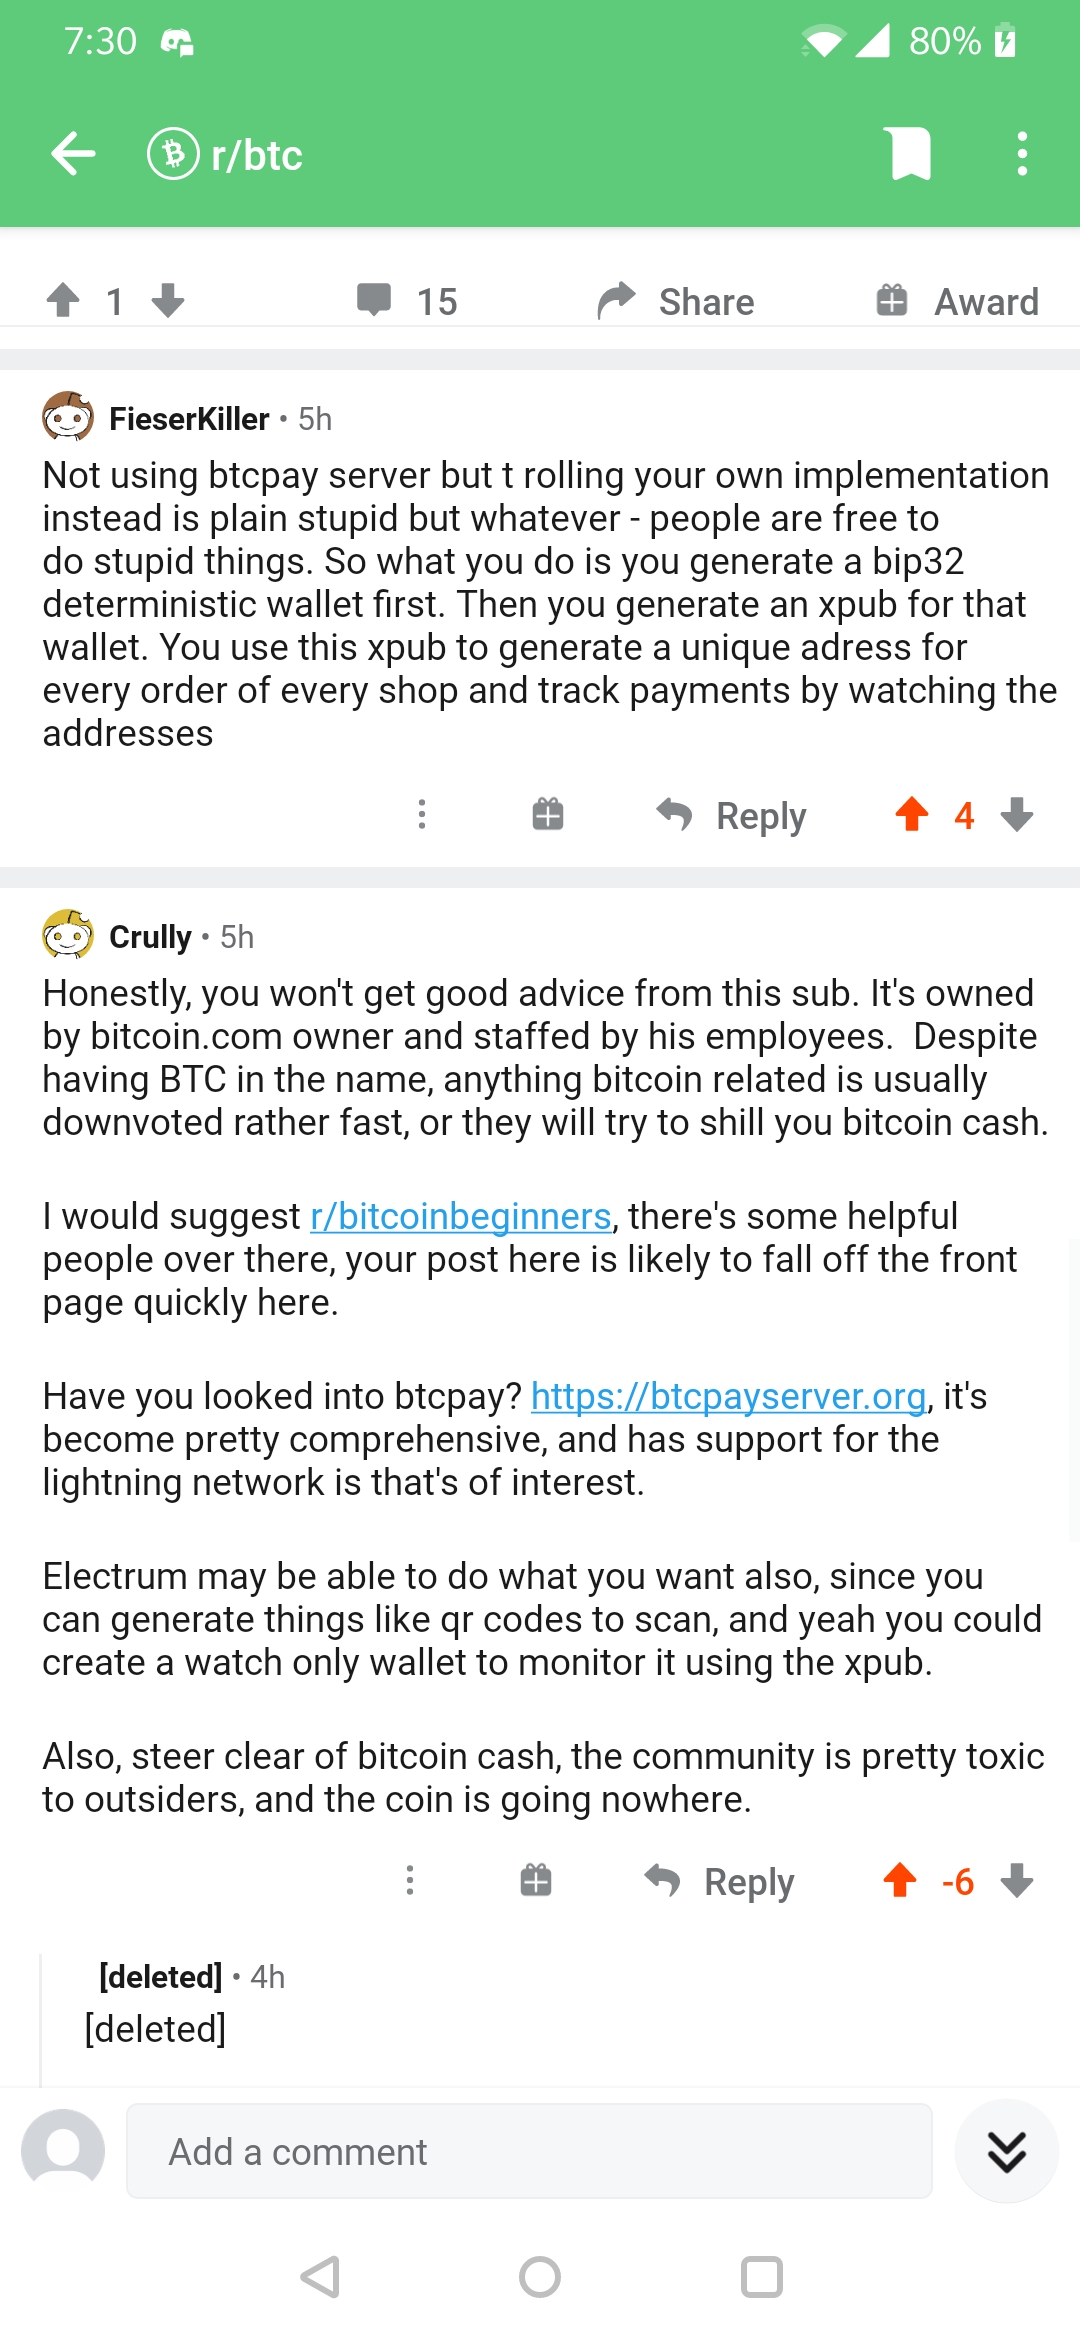 7:30
80%
r/btc
1
15
Share
Award
FieserKiller • 5h
Not using btcpay server but t rolling your own implementation
instead is plain stupid but whatever - people are free to
do stupid things. So what you do is you generate a bip32
deterministic wallet first. Then you generate an xpub for that
wallet. You use this xpub to generate a unique adress for
every order of every shop and track payments by watching the
addresses
Reply
4
Crully • 5h
Honestly, you won't get good advice from this sub. It's owned
by bitcoin.com owner and staffed by his employees.  Despite
having BTC in the name, anything bitcoin related is usually
downvoted rather fast, or they will try to shill you bitcoin cash.
I would suggest r/bitcoinbeginners, there's some helpful
people over there, your post here is likely to fall off the front
page quickly here.
Have you looked into btcpay? https://btcpayserver.org, it's
become pretty comprehensive, and has support for the
lightning network is that's of interest.
Electrum may be able to do what you want also, since you
can generate things like qr codes to scan, and yeah you could
create a watch only wallet to monitor it using the xpub.
Also, steer clear of bitcoin cash, the community is pretty toxic
to outsiders, and the coin is going nowhere.
Reply
-6
[deleted] • 4h
[deleted]
Add a comment